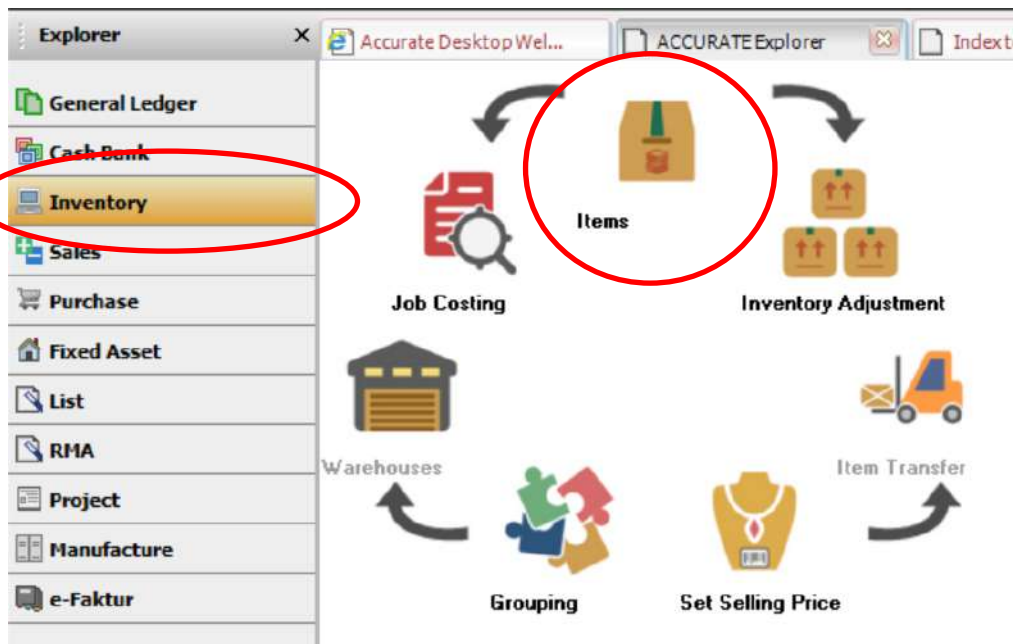 Explorer
Accurate Desktop Wel...
ACCURATE Explorer
Index t
General Ledger
Cash Bank
Inventory
Sales
Purchase
Fixed Asset
List
RMA
Project
Manufacture
e-Faktur
Items
Job Costing
Inventory Adjustment
Warehouses
Item Transfer
Grouping
Set Selling Price